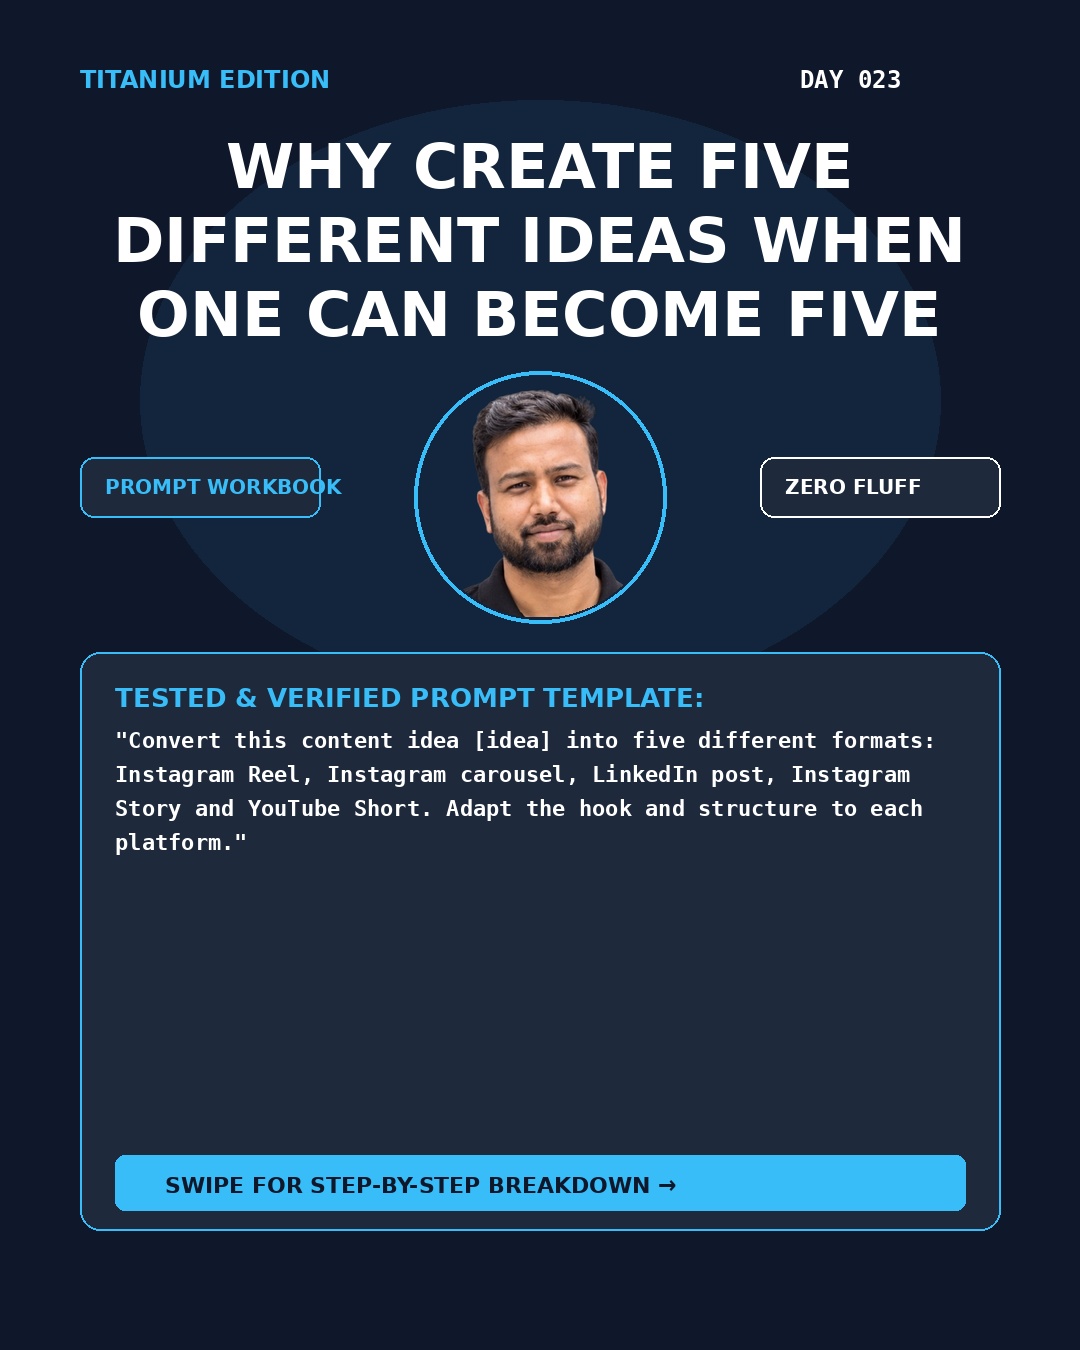 TITANIUM EDITION
DAY 023
WHY CREATE FIVE
DIFFERENT IDEAS WHEN
ONE CAN BECOME FIVE
PROMPT WORKBOOK
ZERO FLUFF
TESTED & VERIFIED PROMPT TEMPLATE:
"Convert this content idea [idea] into five different formats:
Instagram Reel, Instagram carousel, LinkedIn post, Instagram
Story and YouTube Short. Adapt the hook and structure to each
platform."
SWIPE FOR STEP-BY-STEP BREAKDOWN →